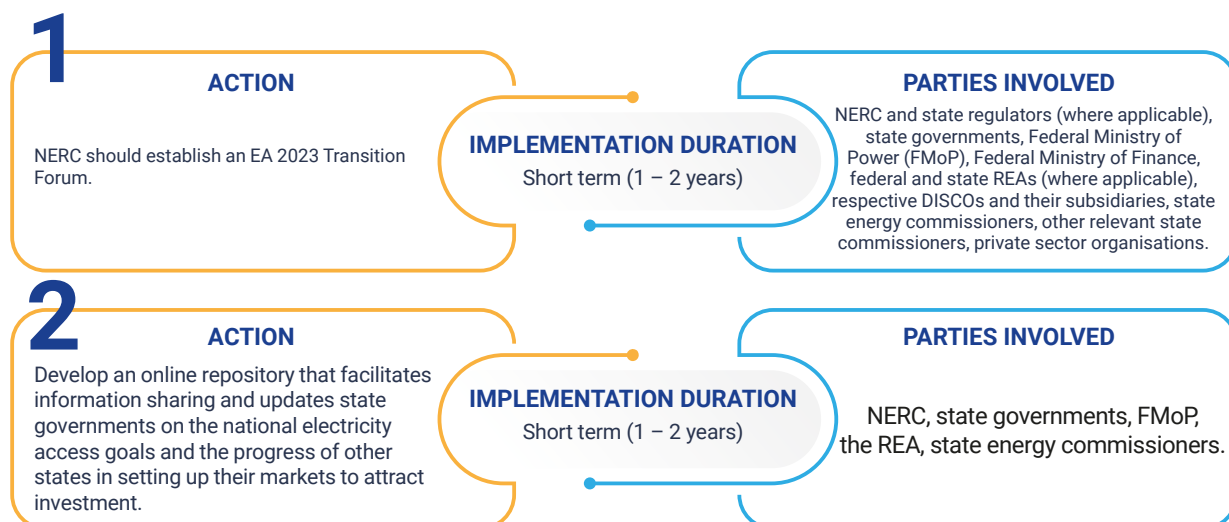 1
ACTION
NERC should establish an EA 2023 Transition
Forum.
IMPLEMENTATION DURATION
Short term (1 – 2 years)
PARTIES INVOLVED
NERC and state regulators (where applicable),
state governments, Federal Ministry of
Power (FMoP), Federal Ministry of Finance,
federal and state REAs (where applicable),
respective DISCOs and their subsidiaries, state
energy commissioners, other relevant state
commissioners, private sector organisations.
2
ACTION
Develop an online repository that facilitates
information sharing and updates state
governments on the national electricity
access goals and the progress of other
states in setting up their markets to attract
investment.
IMPLEMENTATION DURATION
Short term (1 – 2 years)
PARTIES INVOLVED
NERC, state governments, FMoP,
the REA, state energy commissioners.